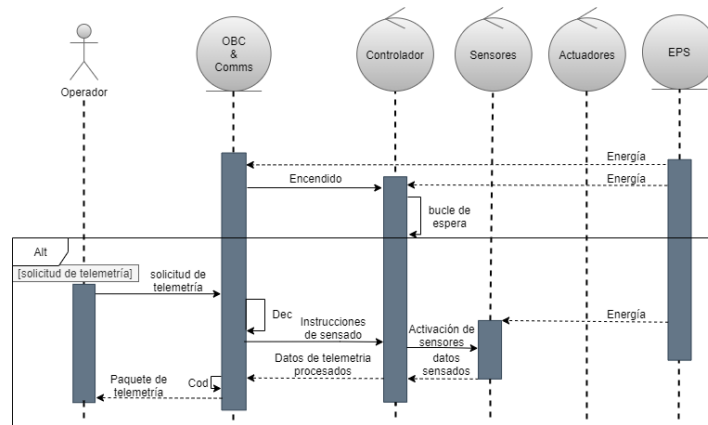 OBC
&
Comms
Controlador
Sensores
Actuadores
EPS
Operador
Energía
Encendido
Energía
bucle de
espera
Alt
[solicitud de telemetría]
solicitud de
telemetría
Dec
Energía
Instrucciones
de sensado
Activación de
sensores
Datos de telemetria
procesados
datos
sensados
Cod
Paquete de
telemetría